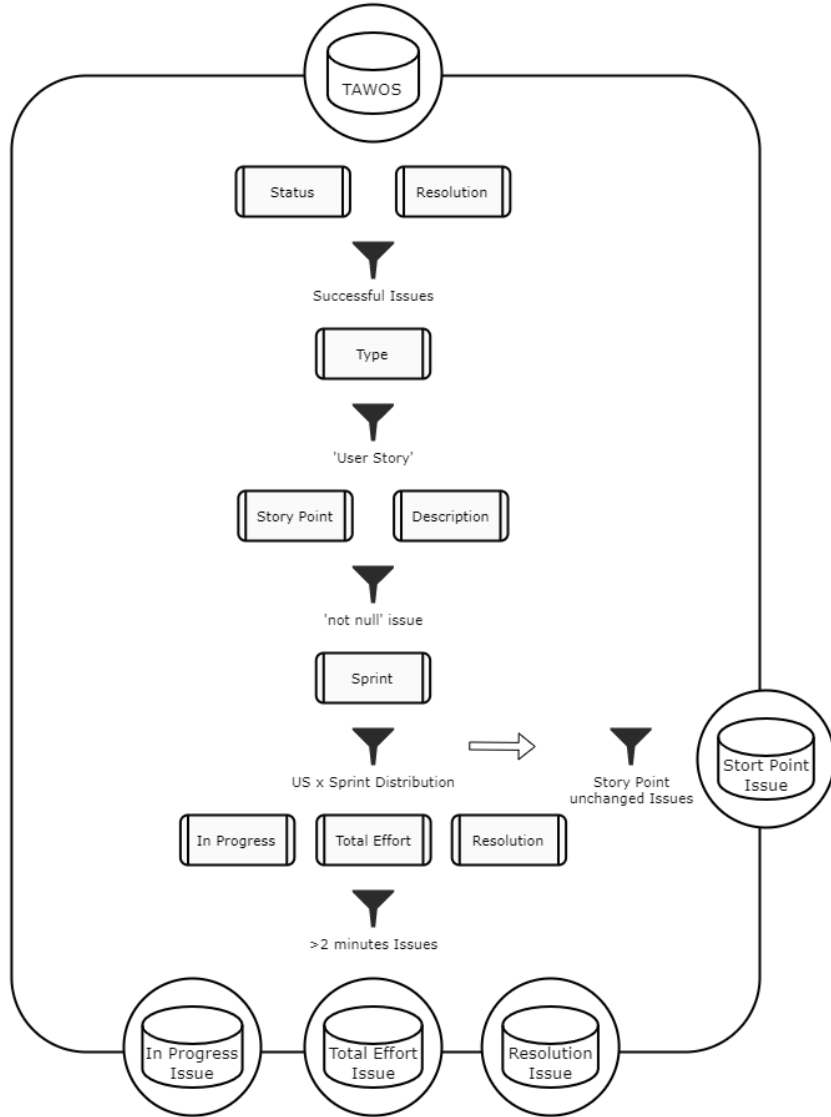 TAWOS
Status
Resolution
Successful Issues
Type
'User Story'
Story Point
Description
'not null' issue
Sprint
US x Sprint Distribution
Story Point
unchanged Issues
Stort Point
Issue
In Progress
Total Effort
Resolution
>2 minutes Issues
In Progress
Issue
Total Effort
Issue
Resolution
Issue